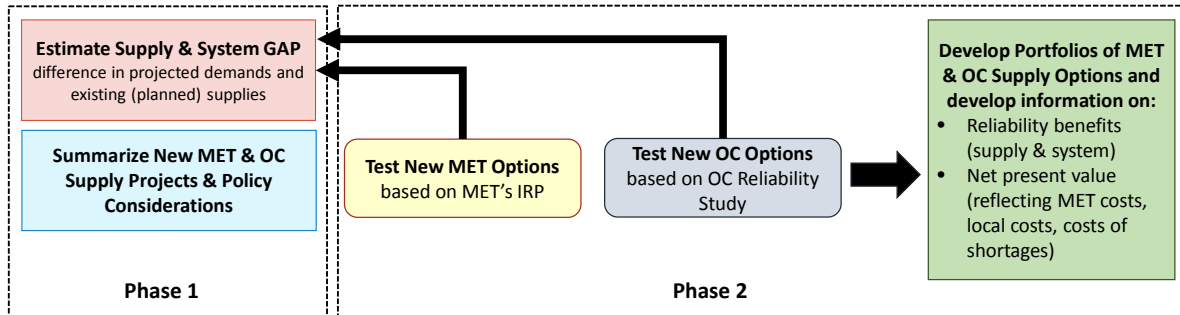 Estimate Supply & System GAP
difference in projected demands and
existing (planned) supplies
Summarize New MET & OC
Supply Projects & Policy
Considerations
Phase 1
Test New MET Options
based on MET's IRP
Test New OC Options
based on OC Reliability
Study
Develop Portfolios of MET
& OC Supply Options and
develop information on:
• Reliability benefits
(supply & system)
• Net present value
(reflecting MET costs,
local costs, costs of
shortages)
Phase 2